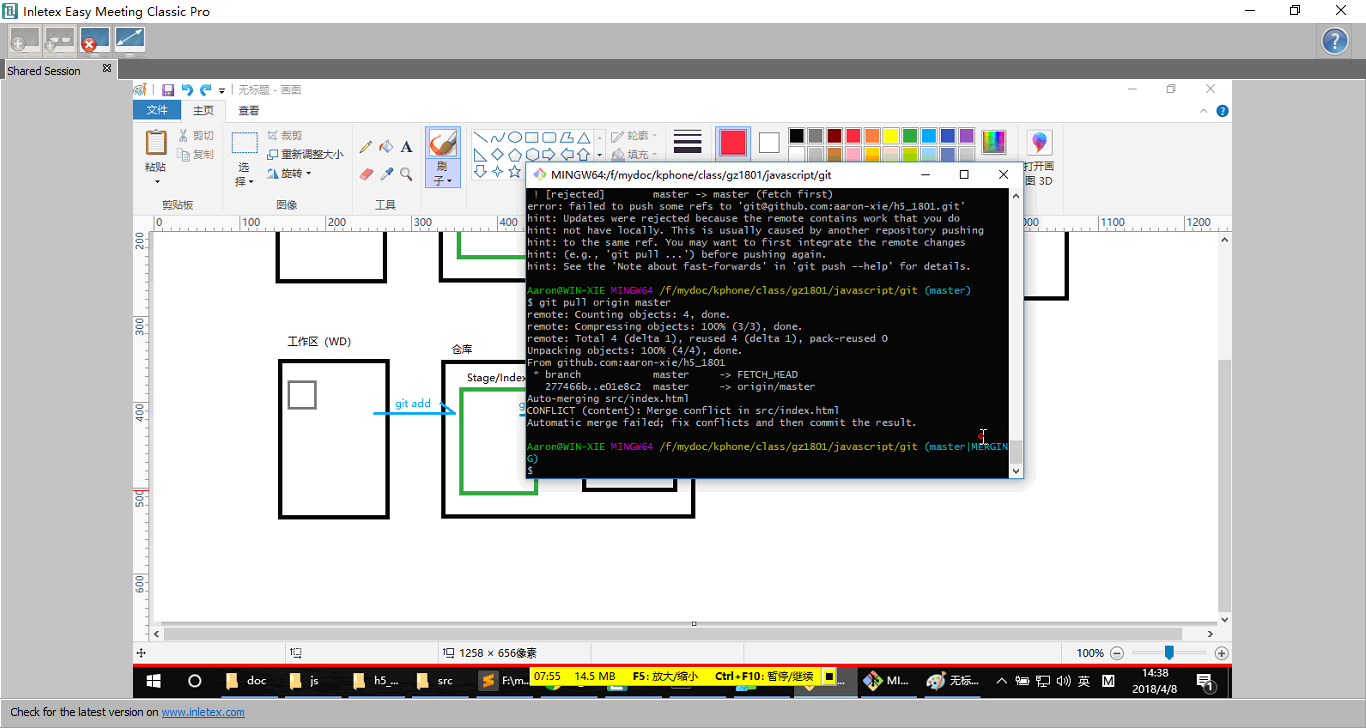 Inletex Easy Meeting Classic Pro
Shared Session
无标题 - 画图
文件 主页 查看
粘贴
剪切
复制
剪贴板
选择
裁剪
重新调整大小
旋转
图像
A
工具
刷子
轮廓
填充
打开画图 3D
0 100 200 300 400 1000 1100 1200
200
300
400
500
600
工作区 (WD)
仓库
Stage/Index
git add
MINGW64:/f/mydoc/kphone/class/gz1801/javascript/git
! [rejected] master -> master (fetch first)
error: failed to push some refs to 'git@github.com:aaron-xie/h5_1801.git'
hint: Updates were rejected because the remote contains work that you do
hint: not have locally. This is usually caused by another repository pushing
hint: to the same ref. You may want to first integrate the remote changes
hint: (e.g., 'git pull ...') before pushing again.
hint: See the 'Note about fast-forwards' in 'git push --help' for details.
Aaron@WIN-XIE MINGW64 /f/mydoc/kphone/class/gz1801/javascript/git (master)
$ git pull origin master
remote: Counting objects: 4, done.
remote: Compressing objects: 100% (3/3), done.
remote: Total 4 (delta 1), reused 4 (delta 1), pack-reused 0
Unpacking objects: 100% (4/4), done.
From github.com:aaron-xie/h5_1801
* branch master -> FETCH_HEAD
277466b..e01e8c2 master -> origin/master
Auto-merging src/index.html
CONFLICT (content): Merge conflict in src/index.html
Automatic merge failed; fix conflicts and then commit the result.
Aaron@WIN-XIE MINGW64 /f/mydoc/kphone/class/gz1801/javascript/git (master|MERGIN
G)
$
1258 × 656像素
100%
doc js h5_... src F:\m...
07:55 14.5 MB F5: 放大/缩小 Ctrl+F10: 暂停/继续
MI... 无标...
英 M
14:38
2018/4/8
1
Check for the latest version on www.inletex.com